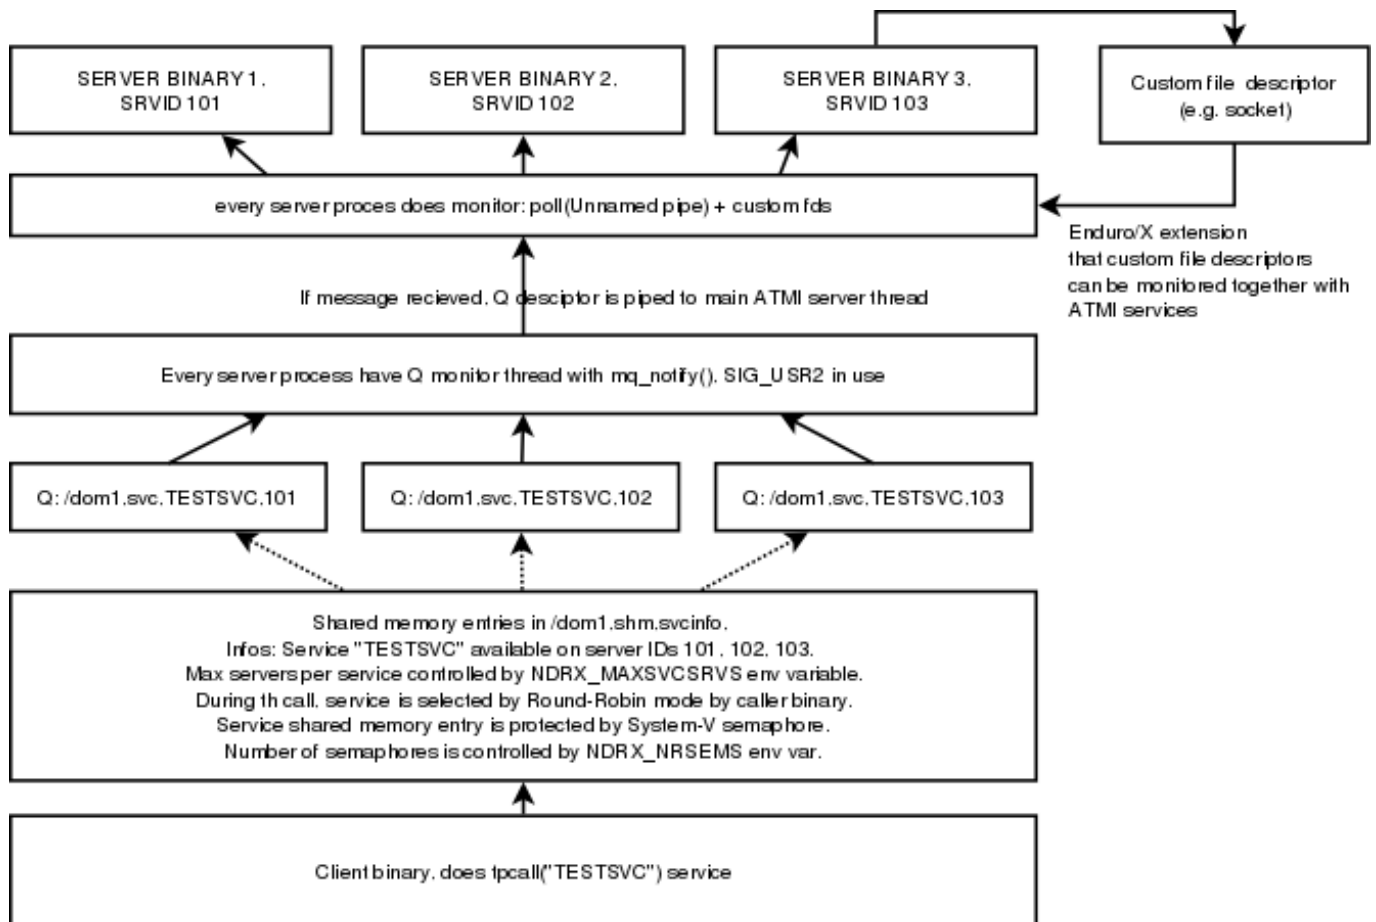 SERVER BINARY 1.
SRVID 101
SERVER BINARY 2.
SRVID 102
SERVER BINARY 3.
SRVID 103
Custom file descriptor
(e.g. socket)
every server proces does monitor: poll(Unnamed pipe) + custom fds
Enduro/X extension
that custom file descriptors
can be monitored together with
ATMI services
If message recieved. Q desciptor is piped to main ATMI server thread
Every server process have Q monitor thread with mq_notify(). SIG_USR2 in use
Q: /dom1.svc.TESTSVC.101
Q: /dom1.svc.TESTSVC.102
Q: /dom1.svc.TESTSVC.103
Shared memory entries in /dom1.shm.svcinfo.
Infos: Service "TESTSVC" available on server IDs 101. 102. 103.
Max servers per service controlled by NDRX_MAXSVCSRVS env variable.
During th call. service is selected by Round-Robin mode by caller binary.
Service shared memory entry is protected by System-V semaphore.
Number of semaphores is controlled by NDRX_NRSEMS env var.
Client binary. does tpcall("TESTSVC") service